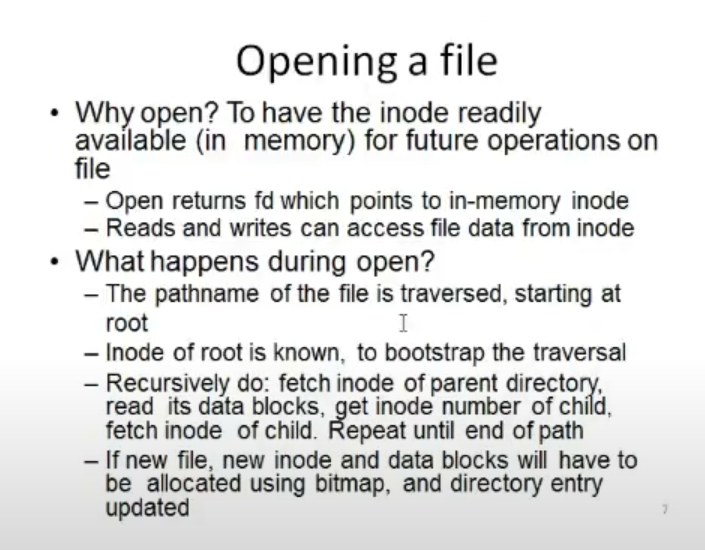 Opening a file
• Why open? To have the inode readily
available (in memory) for future operations on
file
– Open returns fd which points to in-memory inode
– Reads and writes can access file data from inode
• What happens during open?
– The pathname of the file is traversed, starting at
root
– Inode of root is known, to bootstrap the traversal
– Recursively do: fetch inode of parent directory,
read its data blocks, get inode number of child,
fetch inode of child. Repeat until end of path
– If new file, new inode and data blocks will have to
be allocated using bitmap, and directory entry
updated
7